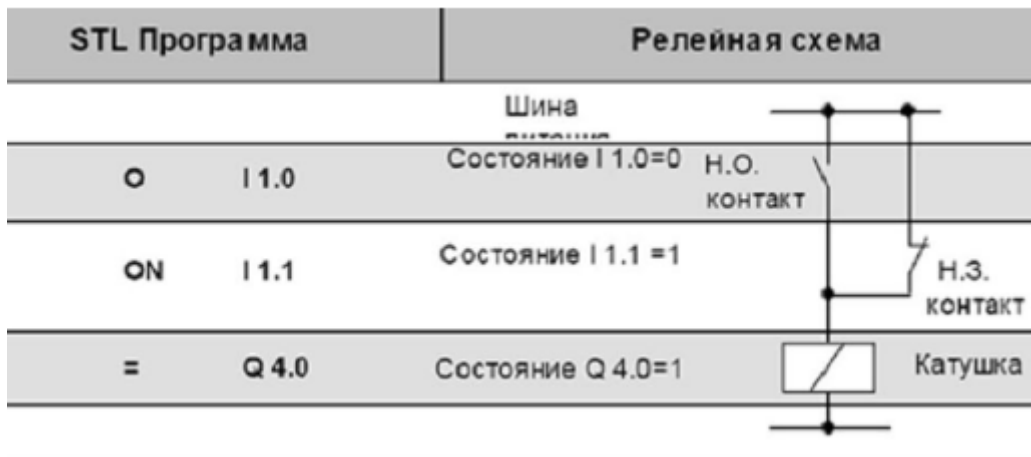 STL Программа
Релейная схема
Шина
O I 1.0
Состояние I 1.0=0
Н.О.
контакт
ON I 1.1
Состояние I 1.1 =1
Н.З.
контакт
= Q 4.0
Состояние Q 4.0=1
Катушка